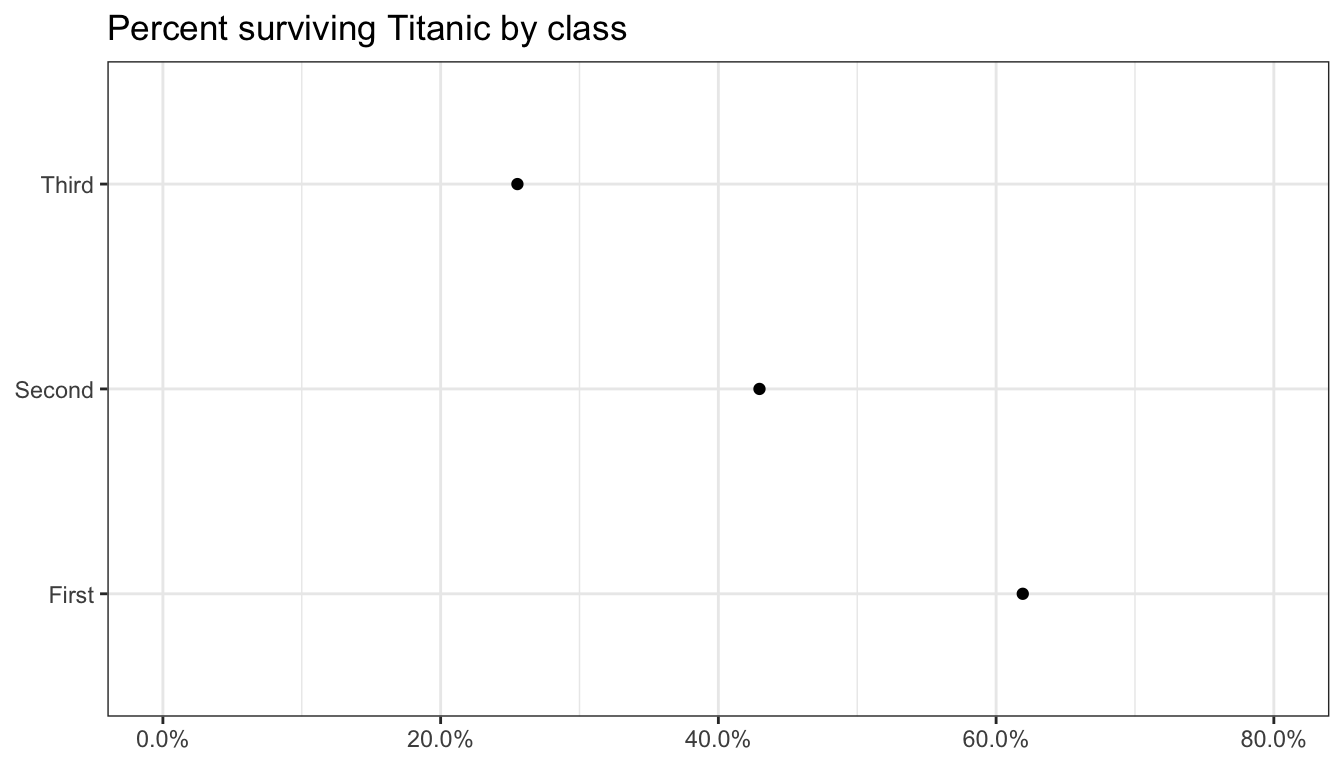 Percent surviving Titanic by class
Third
Second
First
0.0% 20.0% 40.0% 60.0% 80.0%